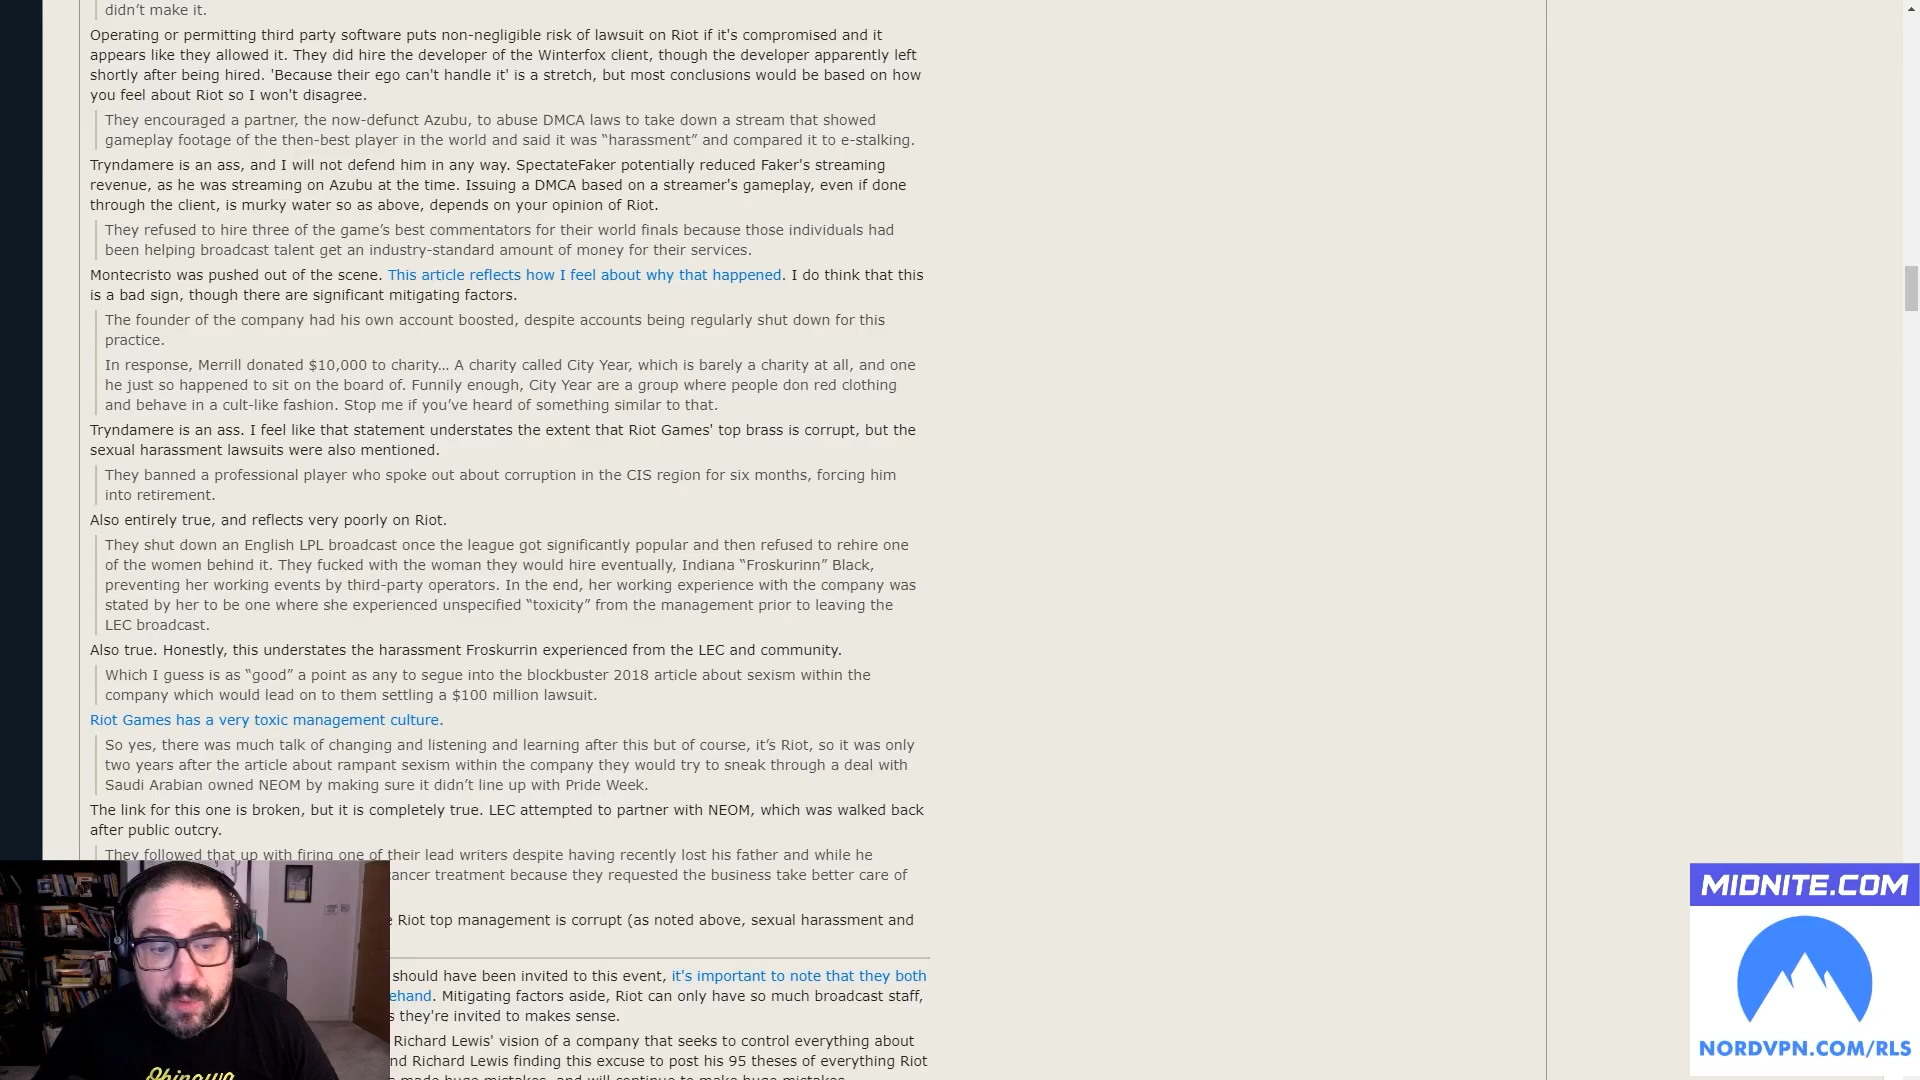 didn’t make it.
Operating or permitting third party software puts non-negligible risk of lawsuit on Riot if it's compromised and it
appears like they allowed it. They did hire the developer of the Winterfox client, though the developer apparently left
shortly after being hired. 'Because their ego can't handle it' is a stretch, but most conclusions would be based on how
you feel about Riot so I won't disagree.
They encouraged a partner, the now-defunct Azubu, to abuse DMCA laws to take down a stream that showed
gameplay footage of the then-best player in the world and said it was “harassment” and compared it to e-stalking.
Tryndamere is an ass, and I will not defend him in any way. SpectateFaker potentially reduced Faker's streaming
revenue, as he was streaming on Azubu at the time. Issuing a DMCA based on a streamer's gameplay, even if done
through the client, is murky water so as above, depends on your opinion of Riot.
They refused to hire three of the game’s best commentators for their world finals because those individuals had
been helping broadcast talent get an industry-standard amount of money for their services.
Montecristo was pushed out of the scene. This article reflects how I feel about why that happened. I do think that this
is a bad sign, though there are significant mitigating factors.
The founder of the company had his own account boosted, despite accounts being regularly shut down for this
practice.
In response, Merrill donated $10,000 to charity… A charity called City Year, which is barely a charity at all, and one
he just so happened to sit on the board of. Funnily enough, City Year are a group where people don red clothing
and behave in a cult-like fashion. Stop me if you’ve heard of something similar to that.
Tryndamere is an ass. I feel like that statement understates the extent that Riot Games' top brass is corrupt, but the
sexual harassment lawsuits were also mentioned.
They banned a professional player who spoke out about corruption in the CIS region for six months, forcing him
into retirement.
Also entirely true, and reflects very poorly on Riot.
They shut down an English LPL broadcast once the league got significantly popular and then refused to rehire one
of the women behind it. They fucked with the woman they would hire eventually, Indiana “Froskurinn” Black,
preventing her working events by third-party operators. In the end, her working experience with the company was
stated by her to be one where she experienced unspecified “toxicity” from the management prior to leaving the
LEC broadcast.
Also true. Honestly, this understates the harassment Froskurrin experienced from the LEC and community.
Which I guess is as “good” a point as any to segue into the blockbuster 2018 article about sexism within the
company which would lead on to them settling a $100 million lawsuit.
Riot Games has a very toxic management culture.
So yes, there was much talk of changing and listening and learning after this but of course, it’s Riot, so it was only
two years after the article about rampant sexism within the company they would try to sneak through a deal with
Saudi Arabian owned NEOM by making sure it didn’t line up with Pride Week.
The link for this one is broken, but it is completely true. LEC attempted to partner with NEOM, which was walked back
after public outcry.
They followed that up with firing one of their lead writers despite having recently lost his father and while he
cancer treatment because they requested the business take better care of
Riot top management is corrupt (as noted above, sexual harassment and
should have been invited to this event, it's important to note that they both
ehand. Mitigating factors aside, Riot can only have so much broadcast staff,
s they're invited to makes sense.
Richard Lewis' vision of a company that seeks to control everything about
nd Richard Lewis finding this excuse to post his 95 theses of everything Riot
made huge mistakes, and will continue to make huge mistakes.
MIDNITE.COM
NORDVPN.COM/RLS
Okinawa